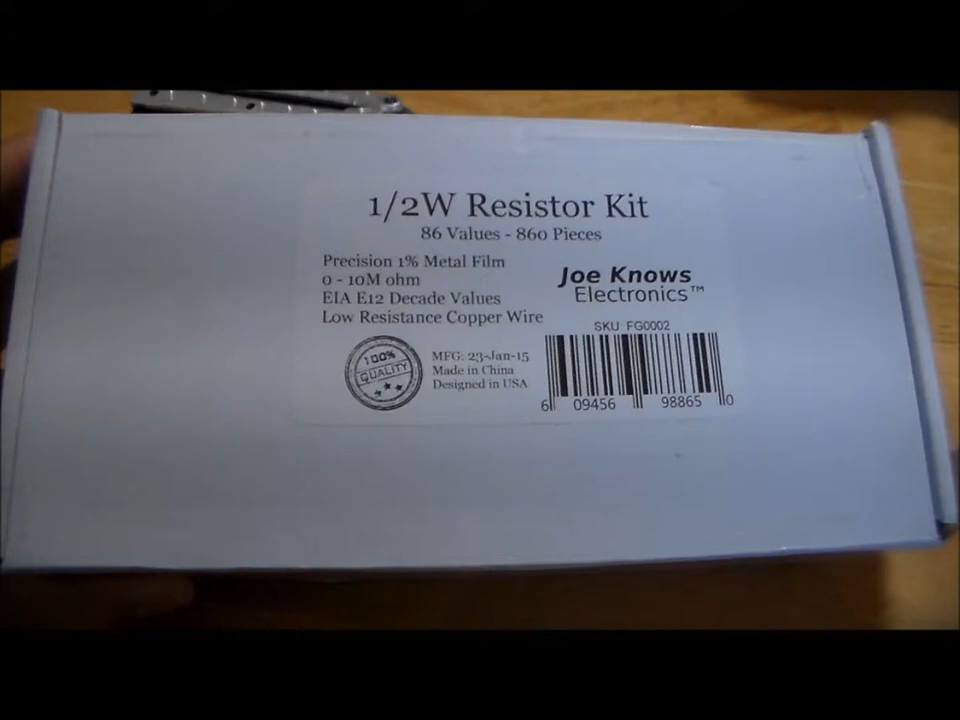 1/2W Resistor Kit
86 Values - 860 Pieces
Precision 1% Metal Film
0 - 10M ohm
EIA E12 Decade Values
Low Resistance Copper Wire
Joe Knows
Electronics™
SKU: FG0002
100%
QUALITY
MFG: 23-Jan-15
Made in China
Designed in USA
6 09456 98865 0